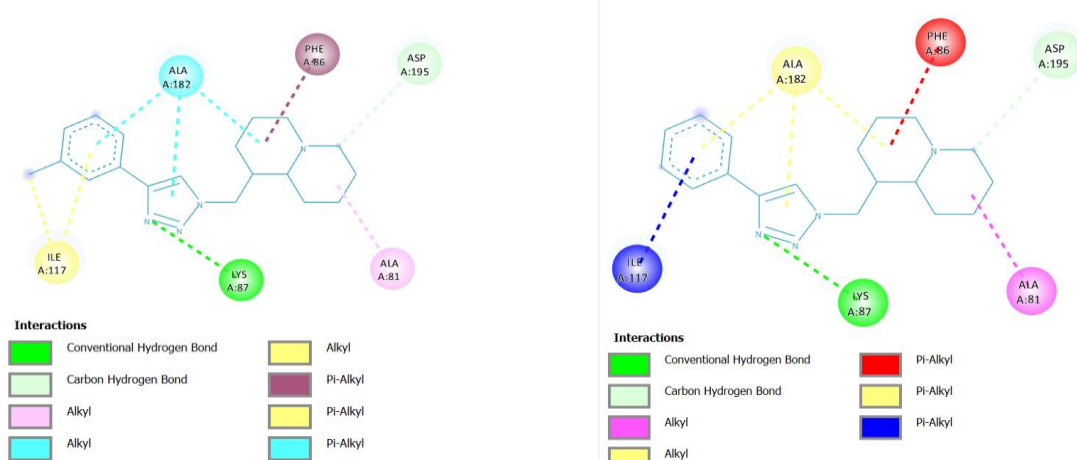 PHE
A:86
ASP
A:195
ALA
A:182
N
N
N
N
ILE
A:117
LYS
A:87
ALA
A:81
Interactions
Conventional Hydrogen Bond
Carbon Hydrogen Bond
Alkyl
Alkyl
Alkyl
Pi-Alkyl
Pi-Alkyl
Pi-Alkyl
PHE
A:86
ASP
A:195
ALA
A:182
N
N
N
N
ILE
A:117
LYS
A:87
ALA
A:81
Interactions
Conventional Hydrogen Bond
Carbon Hydrogen Bond
Alkyl
Alkyl
Pi-Alkyl
Pi-Alkyl
Pi-Alkyl